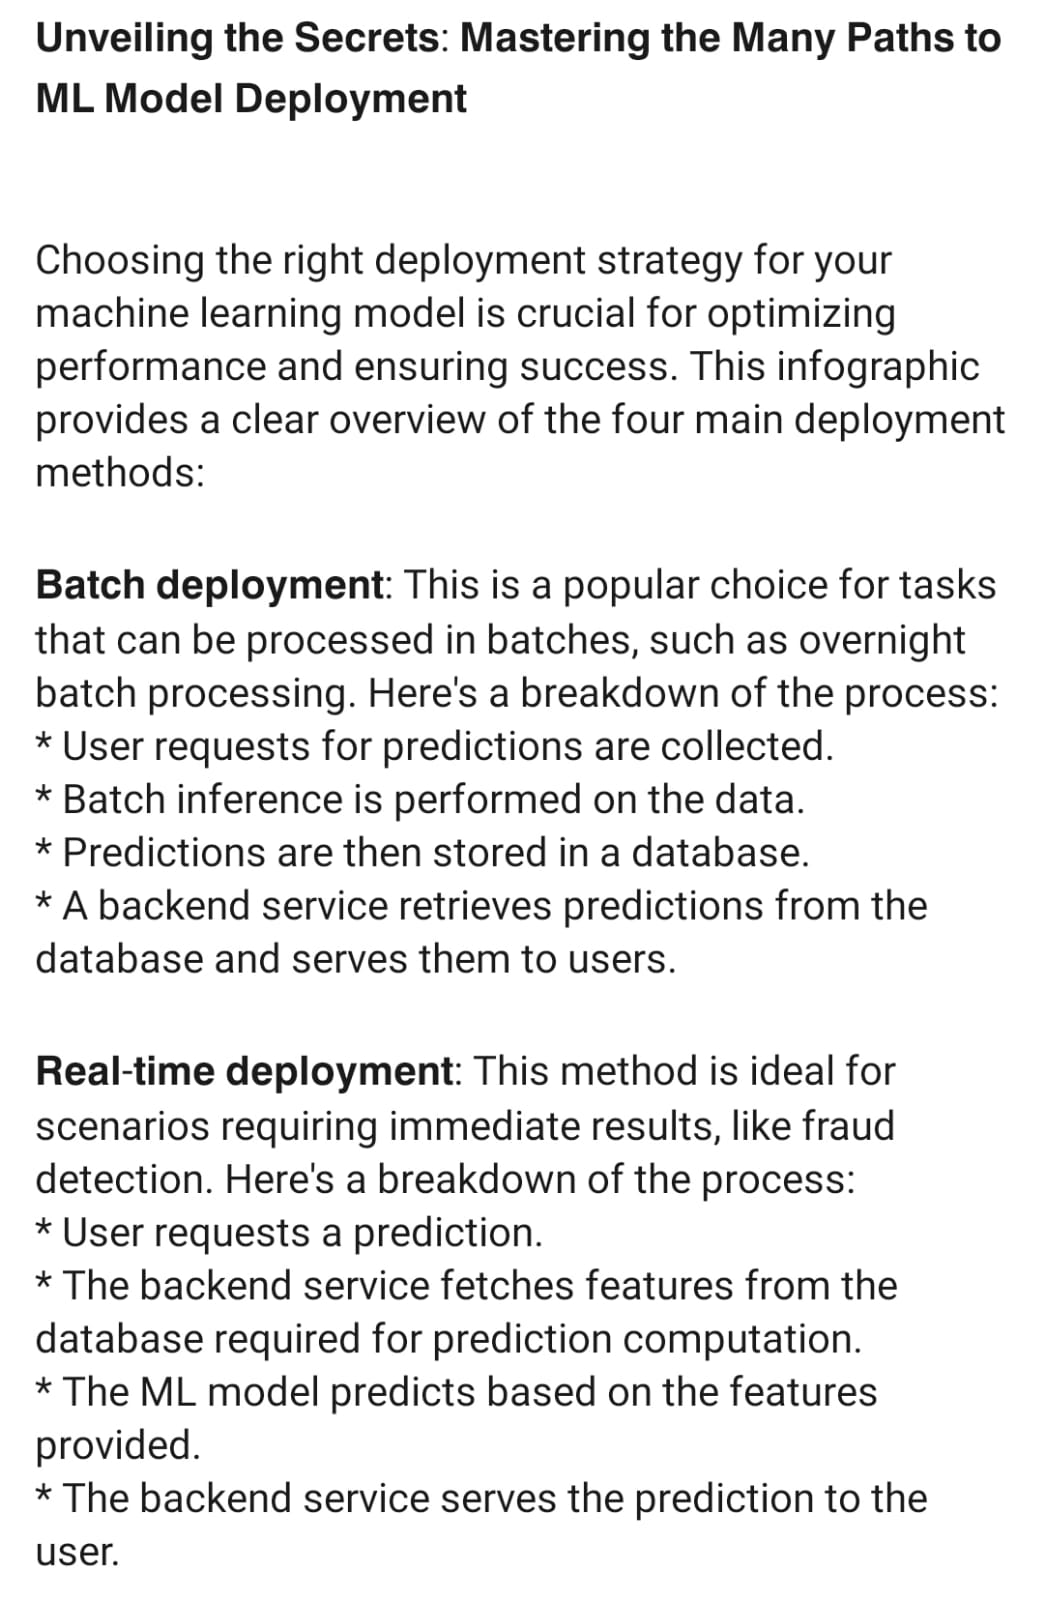 Unveiling the Secrets: Mastering the Many Paths to
ML Model Deployment
Choosing the right deployment strategy for your
machine learning model is crucial for optimizing
performance and ensuring success. This infographic
provides a clear overview of the four main deployment
methods:
Batch deployment: This is a popular choice for tasks
that can be processed in batches, such as overnight
batch processing. Here's a breakdown of the process:
* User requests for predictions are collected.
* Batch inference is performed on the data.
* Predictions are then stored in a database.
* A backend service retrieves predictions from the
database and serves them to users.
Real-time deployment: This method is ideal for
scenarios requiring immediate results, like fraud
detection. Here's a breakdown of the process:
* User requests a prediction.
* The backend service fetches features from the
database required for prediction computation.
* The ML model predicts based on the features
provided.
* The backend service serves the prediction to the
user.